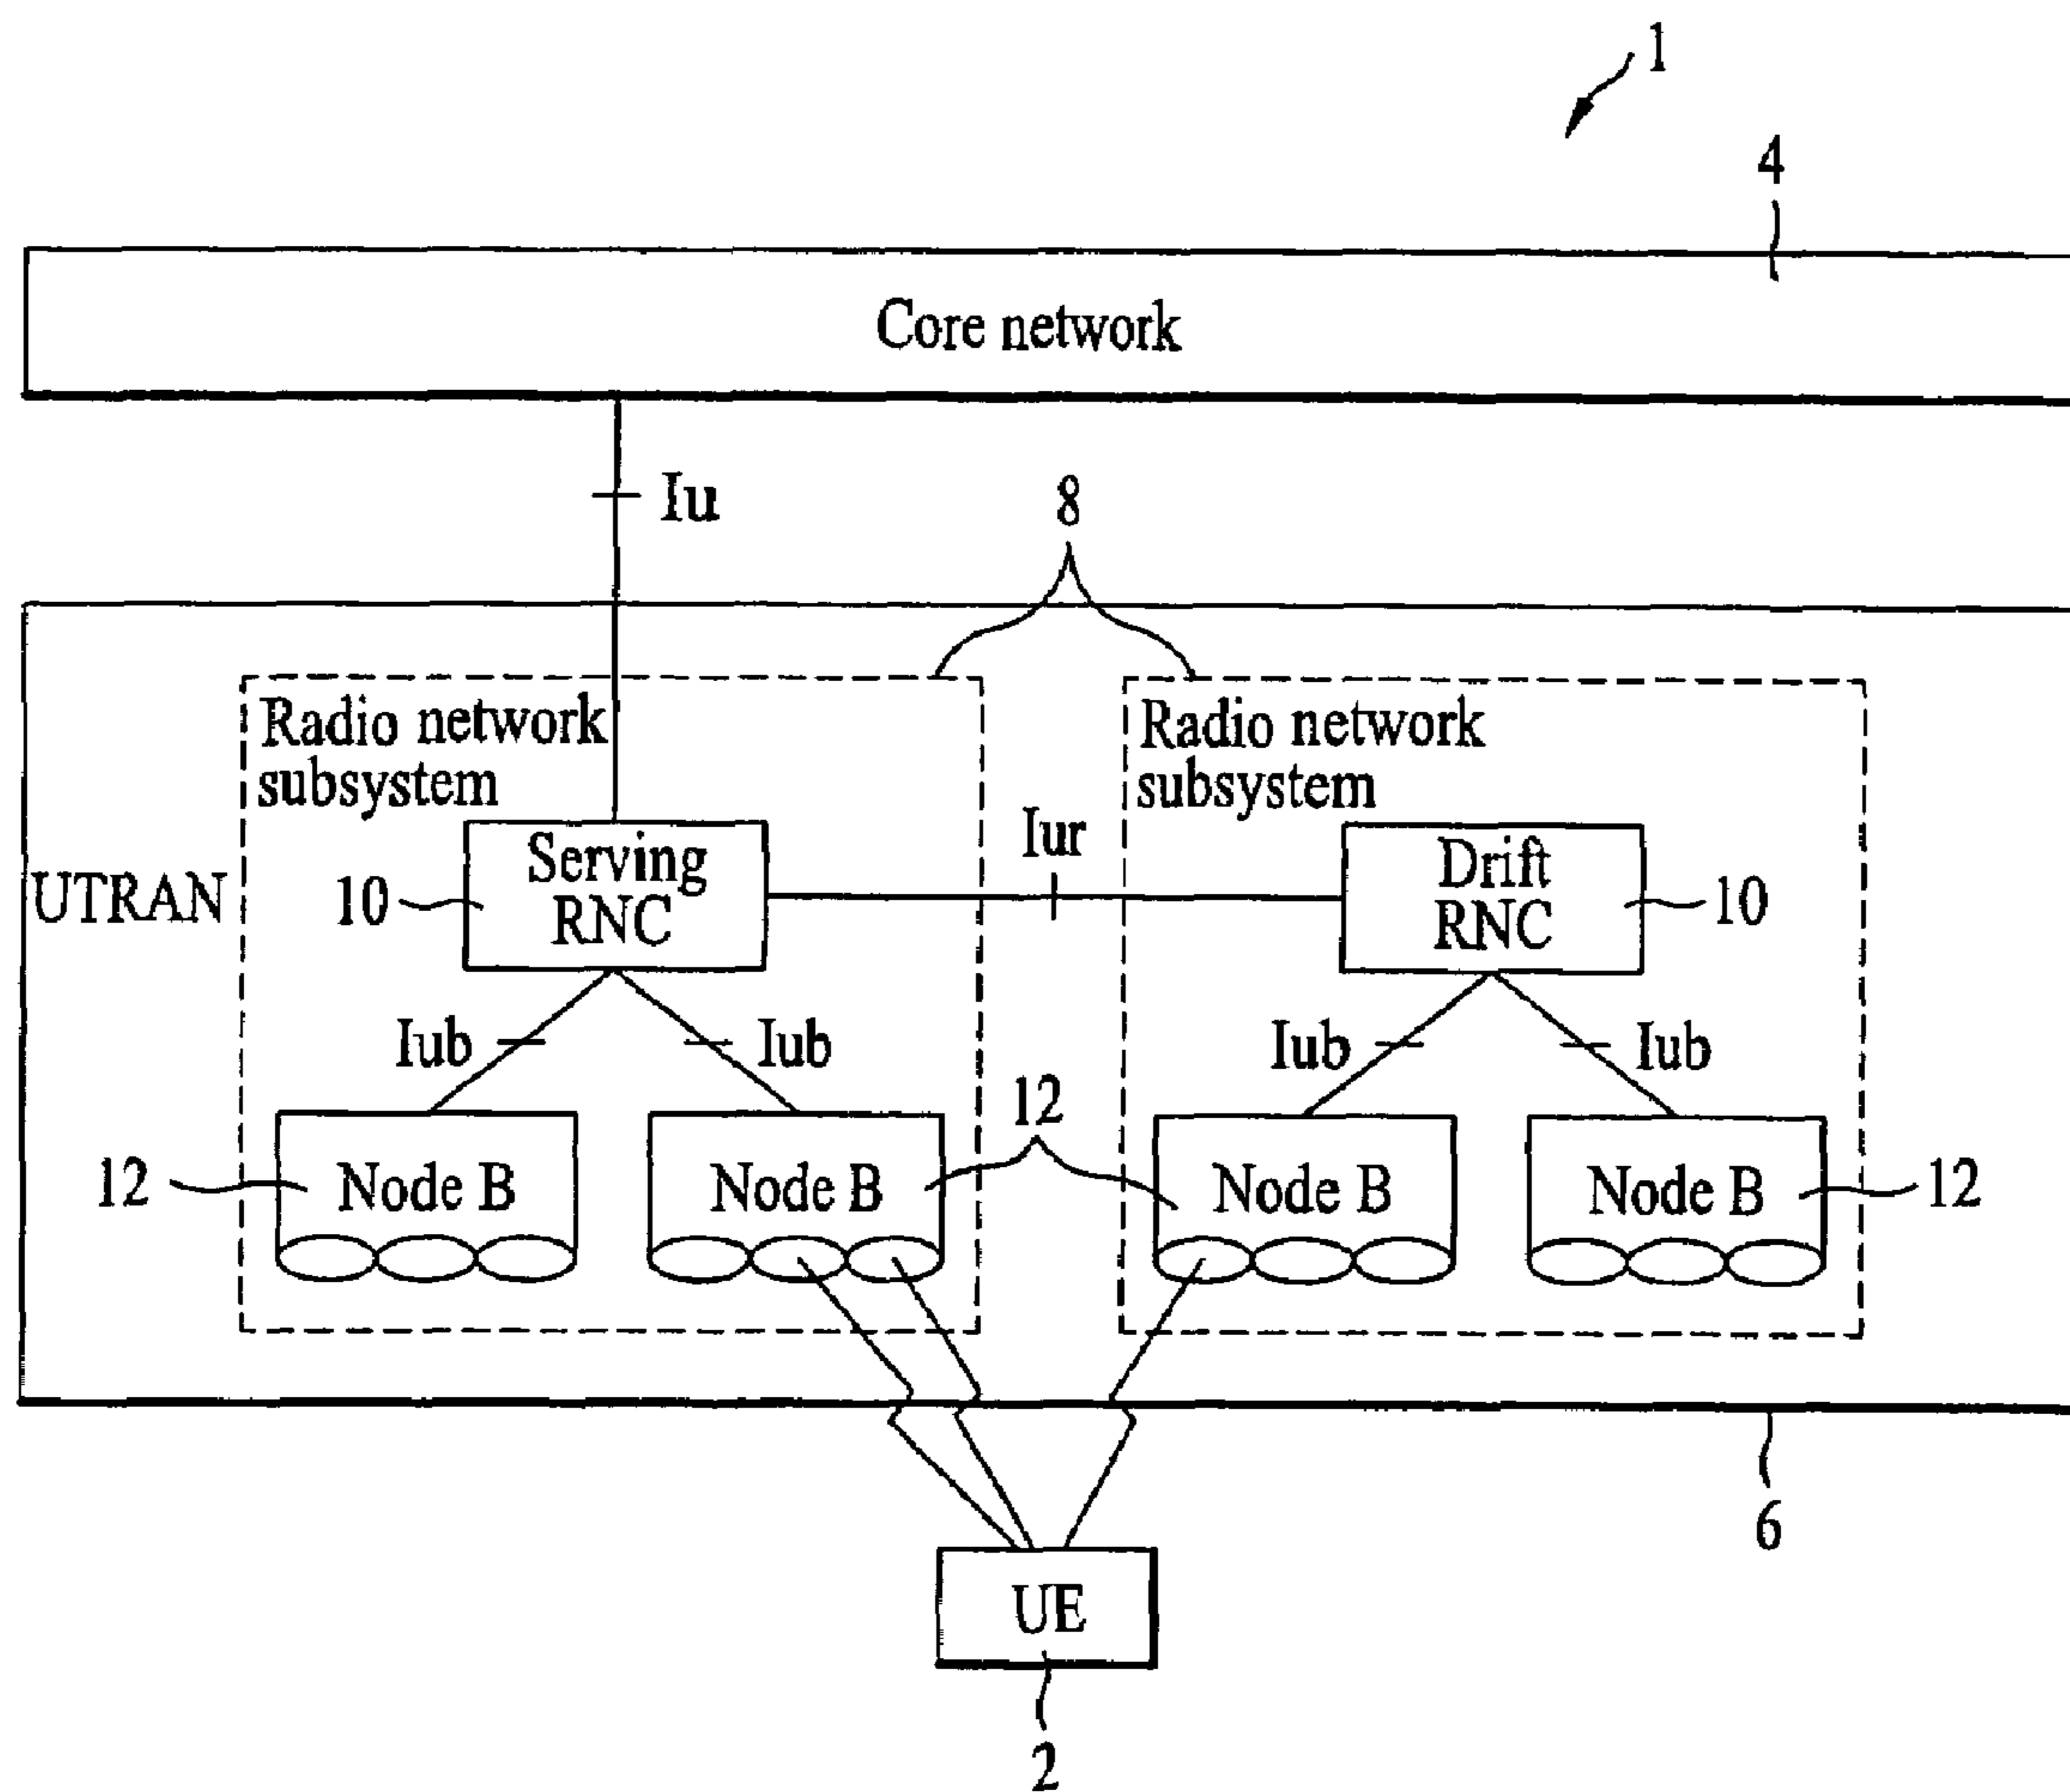 1
4
Core network
Iu
8
Radio network
subsystem
Radio network
subsystem
Iur
UTRAN
10
Serving
RNC
Drift
RNC
10
Iub
Iub
Iub
Iub
12
12
Node B
Node B
Node B
Node B
12
6
UE
2